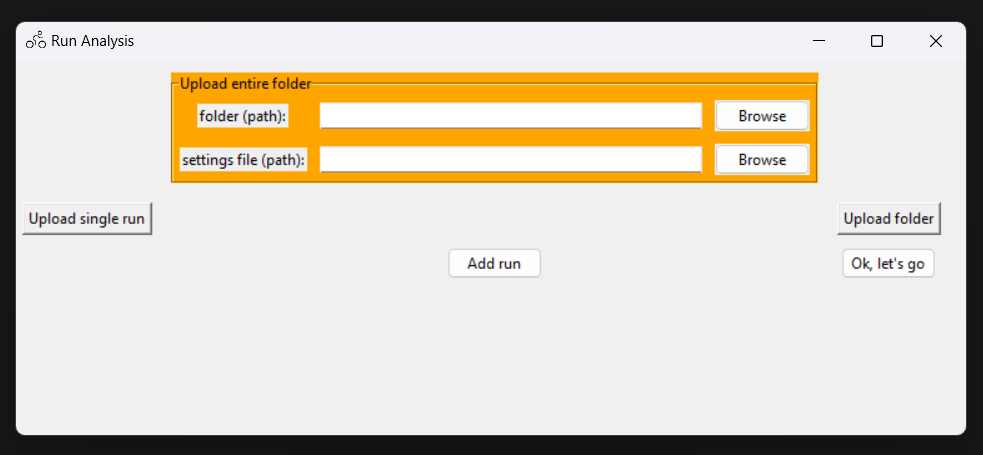 Run Analysis
Upload entire folder
folder (path):
Browse
settings file (path):
Browse
Upload single run
Upload folder
Add run
Ok, let's go